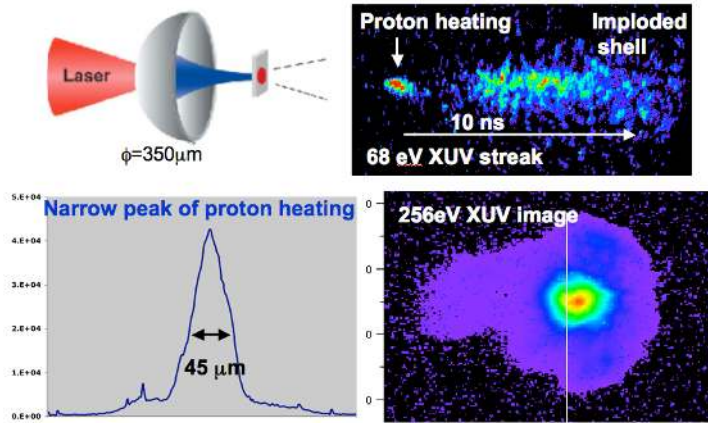 Laser
ϕ=350μm
Proton heating
Imploded
shell
10 ns
68 eV XUV streak
Narrow peak of proton heating
5.E+04
4.E+04
3.E+04
2.E+04
1.E+04
0.E+00
45 μm
256eV XUV image
0
0
0
0